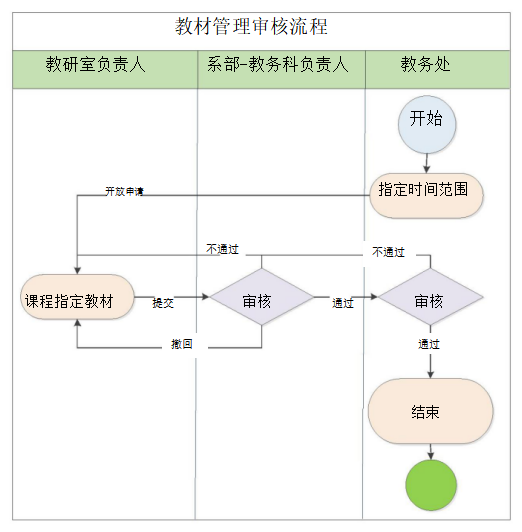 教材管理审核流程
教研室负责人
系部-教务科负责人
教务处
开始
指定时间范围
开放申请
不通过
不通过
课程指定教材
提交
审核
通过
审核
撤回
通过
结束